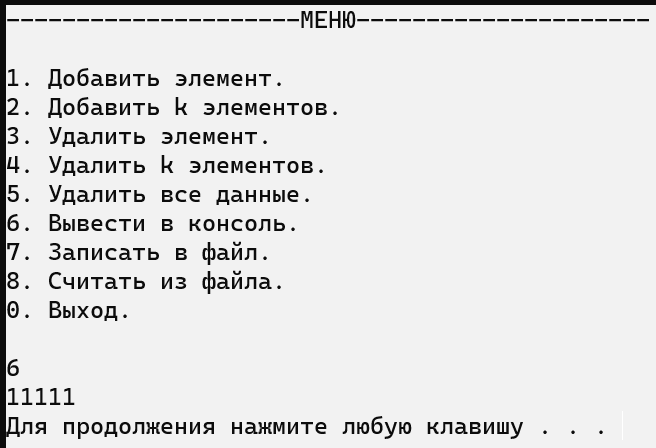 ---------------------МЕНЮ---------------------
1. Добавить элемент.
2. Добавить k элементов.
3. Удалить элемент.
4. Удалить k элементов.
5. Удалить все данные.
6. Вывести в консоль.
7. Записать в файл.
8. Считать из файла.
0. Выход.
6
11111
Для продолжения нажмите любую клавишу . . .